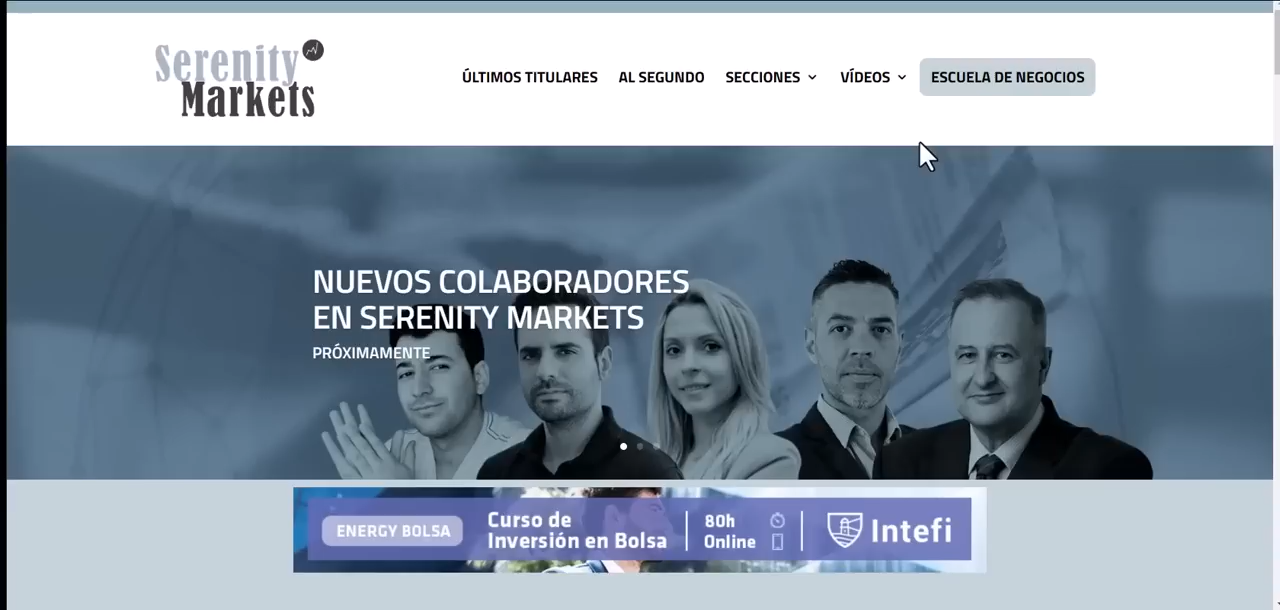 Serenity
Markets
ÚLTIMOS TITULARES
AL SEGUNDO
SECCIONES
VÍDEOS
ESCUELA DE NEGOCIOS
NUEVOS COLABORADORES
EN SERENITY MARKETS
PRÓXIMAMENTE
ENERGY BOLSA
Curso de
Inversión en Bolsa
80h
Online
Intefi